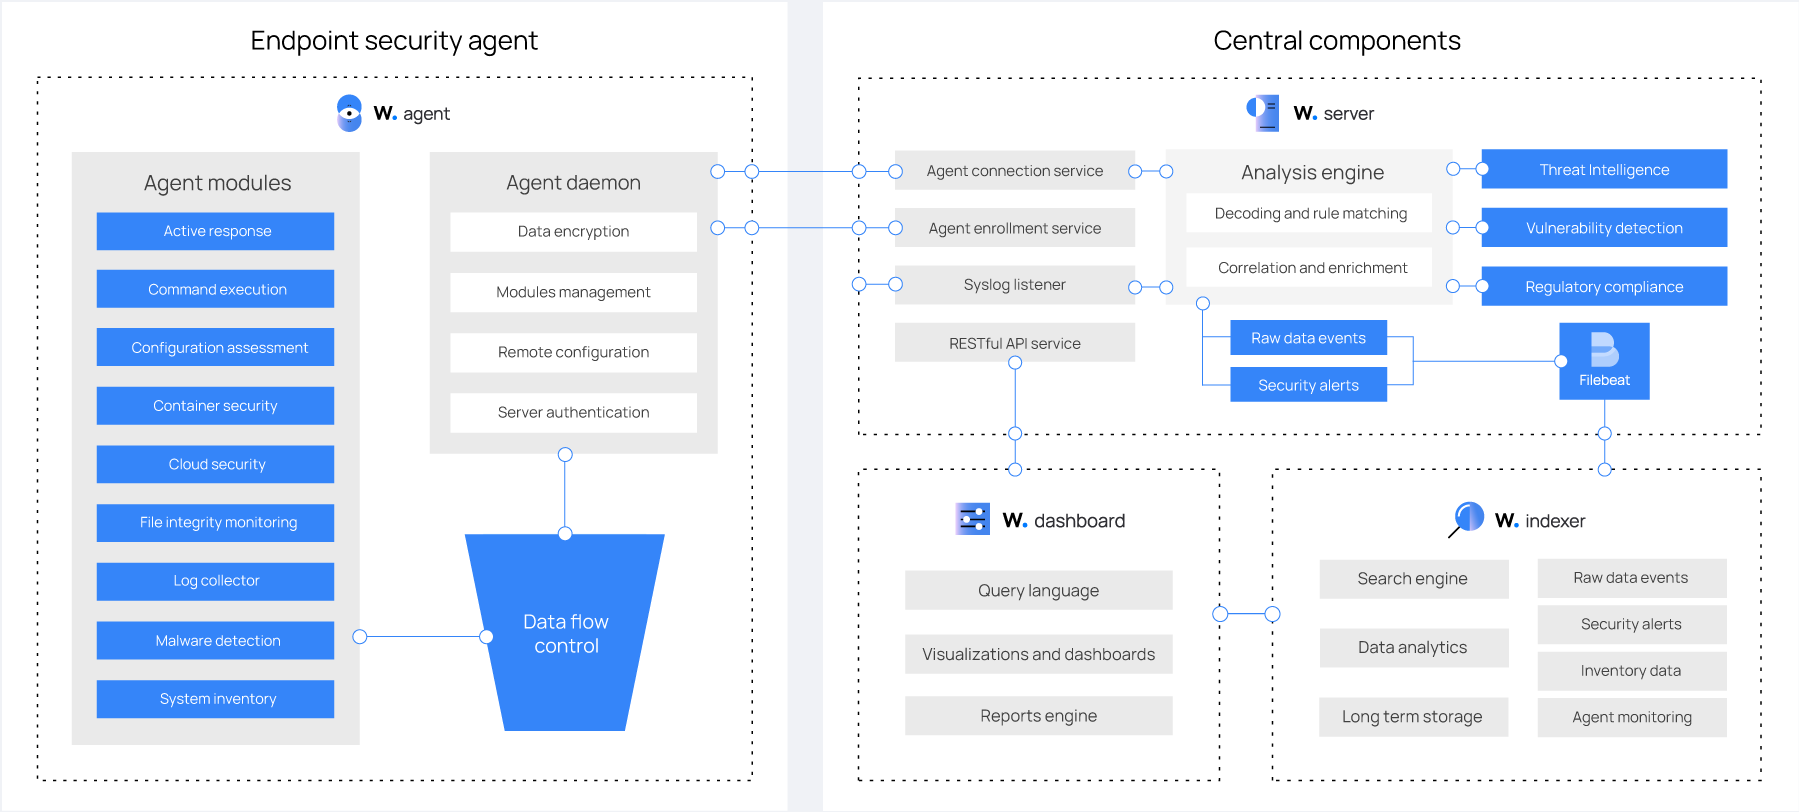 Endpoint security agent
W. agent
Agent modules
Active response
Command execution
Configuration assessment
Container security
Cloud security
File integrity monitoring
Log collector
Malware detection
System inventory
Agent daemon
Data encryption
Modules management
Remote configuration
Server authentication
Data flow
control
Central components
W. server
Agent connection service
Agent enrollment service
Syslog listener
RESTful API service
Analysis engine
Decoding and rule matching
Correlation and enrichment
Threat Intelligence
Vulnerability detection
Regulatory compliance
Raw data events
Security alerts
Filebeat
W. dashboard
Query language
Visualizations and dashboards
Reports engine
W. indexer
Search engine
Data analytics
Long term storage
Raw data events
Security alerts
Inventory data
Agent monitoring